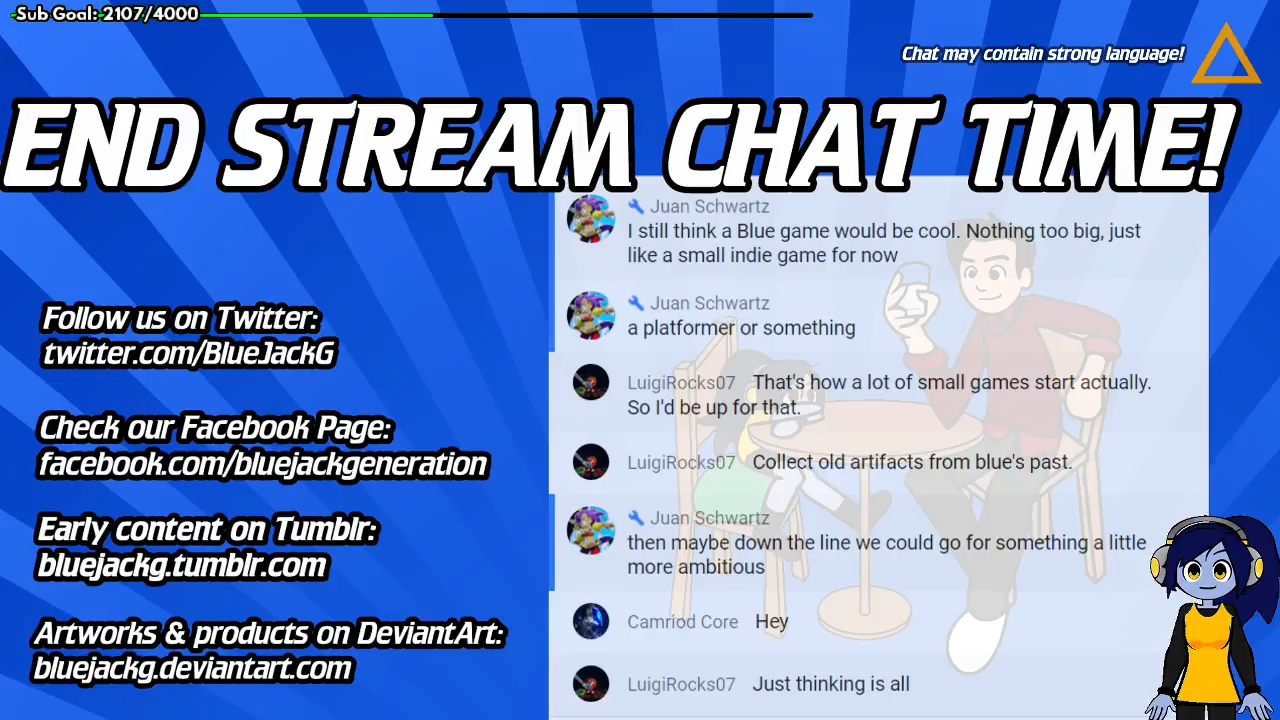 Sub Goal: 2107/4000
Chat may contain strong language!
END STREAM CHAT TIME!
Juan Schwartz
I still think a Blue game would be cool. Nothing too big, just
like a small indie game for now
Juan Schwartz
a platformer or something
LuigiRocks07 That's how a lot of small games start actually.
So I'd be up for that.
LuigiRocks07 Collect old artifacts from blue's past.
Juan Schwartz
then maybe down the line we could go for something a little
more ambitious
Camriod Core Hey
LuigiRocks07 Just thinking is all
Follow us on Twitter:
twitter.com/BlueJackG
Check our Facebook Page:
facebook.com/bluejackgeneration
Early content on Tumblr:
bluejackg.tumblr.com
Artworks & products on DeviantArt:
bluejackg.deviantart.com